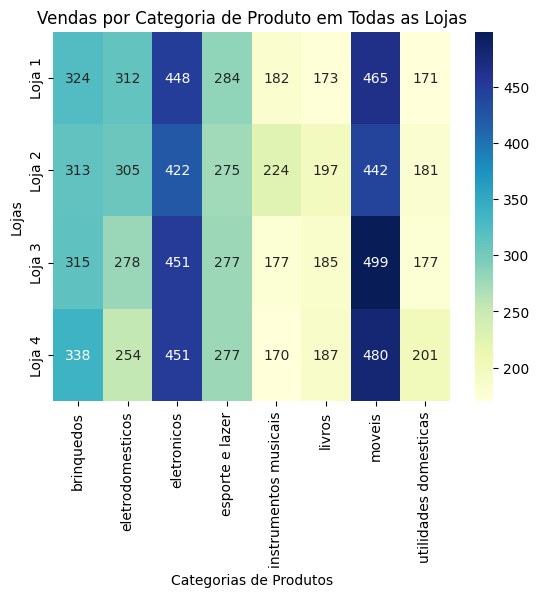 Vendas por Categoria de Produto em Todas as Lojas
Lojas
Loja 1
324 312 448 284 182 173 465 171
Loja 2
313 305 422 275 224 197 442 181
Loja 3
315 278 451 277 177 185 499 177
Loja 4
338 254 451 277 170 187 480 201
brinquedos
eletrodomesticos
eletronicos
esporte e lazer
instrumentos musicais
livros
moveis
utilidades domesticas
Categorias de Produtos
450
400
350
300
250
200